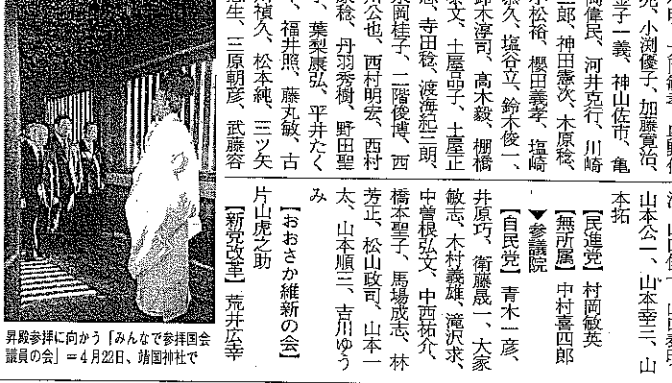 、小渕優子、加藤寛治、
金子一義、神山佐市、亀
偉民、河井克行、川崎
二郎、神田憲次、木原稔、
小松裕、櫻田義孝、塩崎
恭久、塩谷立、鈴木俊一、
鈴木淳司、高木毅、棚橋
泰文、土屋品子、土屋正
忠、寺田稔、渡海紀三朗、
永岡桂子、二階俊博、西
川公也、西村明宏、西村
康稔、丹羽秀樹、野田聖
、葉梨康弘、平井たく
、福井照、藤丸敏、古
禎久、松本純、三ツ矢
生、三原朝彦、武藤容
山本公一、山本幸三、山
本拓
【民進党】村岡敏英
【無所属】中村喜四郎
▼参議院
【自民党】青木一彦、
井原巧、衛藤晟一、大家
敏志、木村義雄、滝沢求、
中曽根弘文、中西祐介、
橋本聖子、馬場成志、林
芳正、松山政司、山本一
太、山本順三、吉川ゆう
み
【おおさか維新の会】
片山虎之助
【新党改革】荒井広幸
昇殿参拝に向かう「みんなで参拝国会
議員の会」＝4月22日、靖国神社で